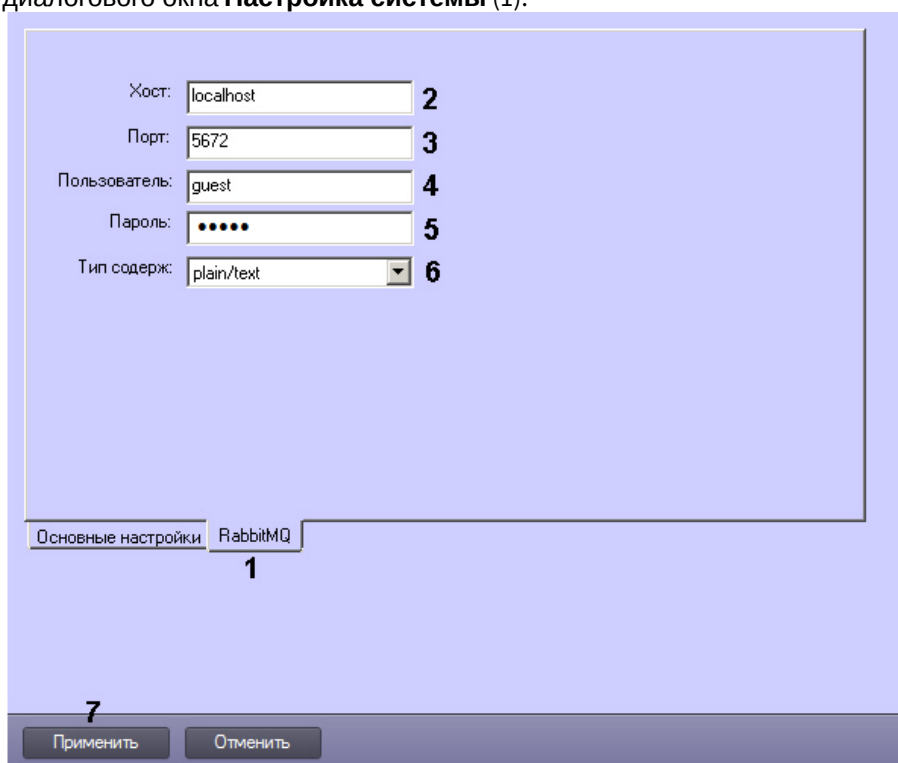 диалогового окна Настройка системы (1).
Хост: localhost 2
Порт: 5672 3
Пользователь: guest 4
Пароль: ••••• 5
Тип содерж: plain/text 6
Основные настройки RabbitMQ
1
7
Применить Отменить